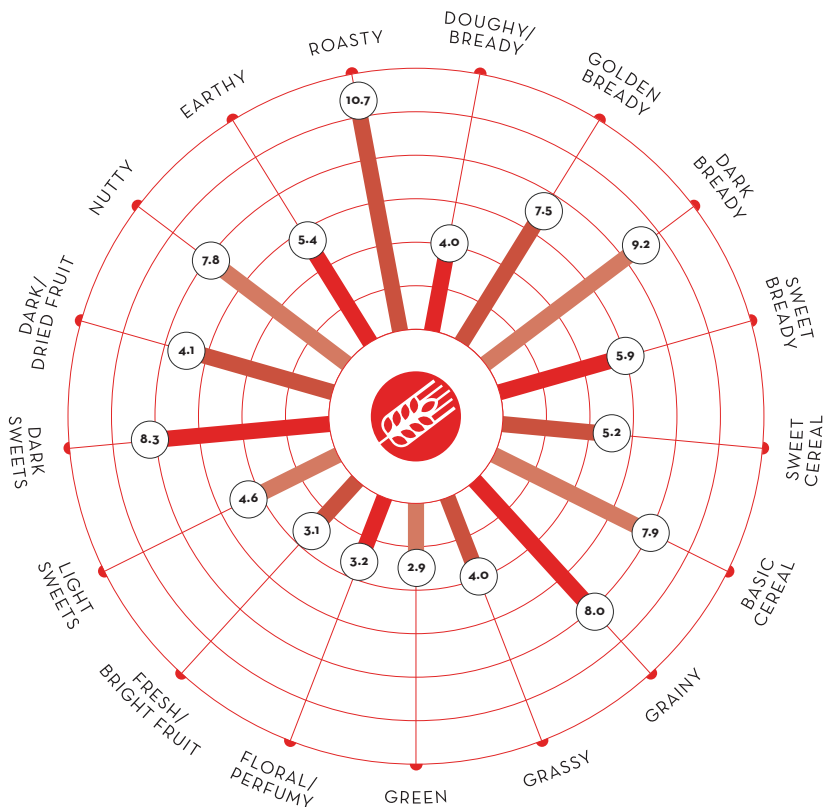 ROASTY
10.7
DOUGHY/
BREADY
4.0
GOLDEN
BREADY
7.5
DARK
BREADY
9.2
SWEET
BREADY
5.9
SWEET
CEREAL
5.2
BASIC
CEREAL
7.9
GRAINY
8.0
GRASSY
4.0
GREEN
2.9
FLORAL/
PERFUMY
3.2
FRESH/
BRIGHT FRUIT
3.1
LIGHT
SWEETS
4.6
DARK
SWEETS
8.3
DARK/
DRIED FRUIT
4.1
NUTTY
7.8
EARTHY
5.4